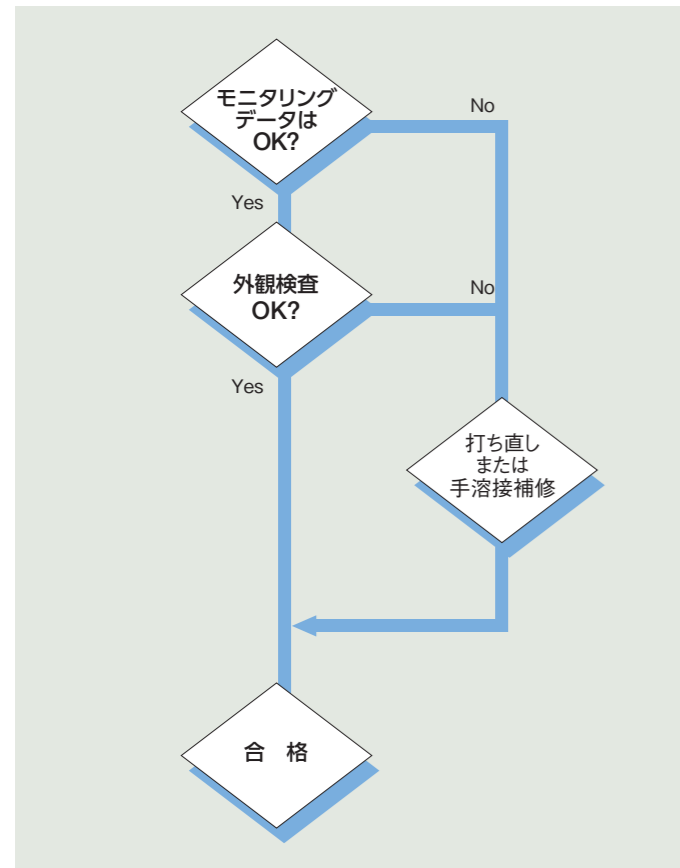 モニタリング
データは
OK?
No
Yes
外観検査
OK?
No
Yes
打ち直し
または
手溶接補修
合 格